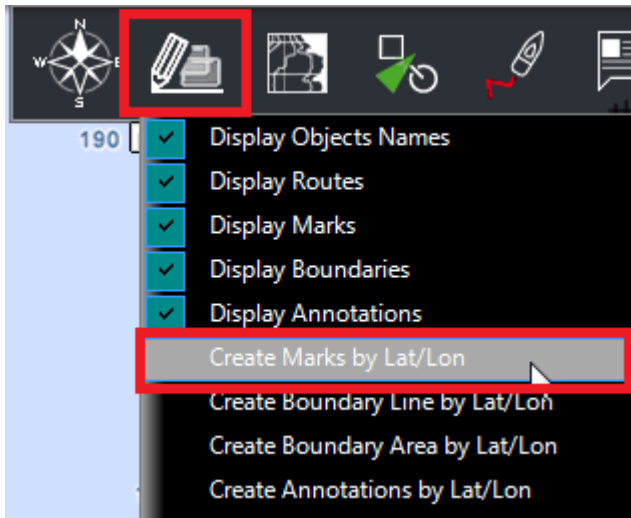 N
W E
S
190
Display Objects Names
Display Routes
Display Marks
Display Boundaries
Display Annotations
Create Marks by Lat/Lon
Create Boundary Line by Lat/Lon
Create Boundary Area by Lat/Lon
Create Annotations by Lat/Lon